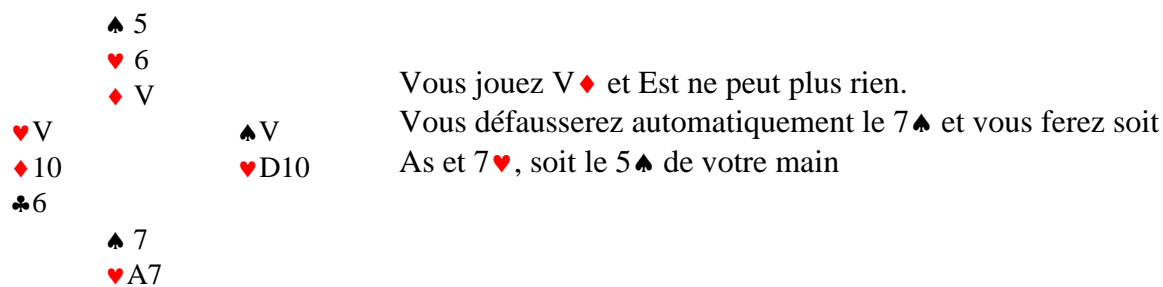 ♠ 5
♥ 6
♦ V
♥V ♠V
♦10 ♥D10
♣6
♠ 7
♥A7
Vous jouez V♦ et Est ne peut plus rien.
Vous défausserez automatiquement le 7♠ et vous ferez soit
As et 7♥, soit le 5♠ de votre main